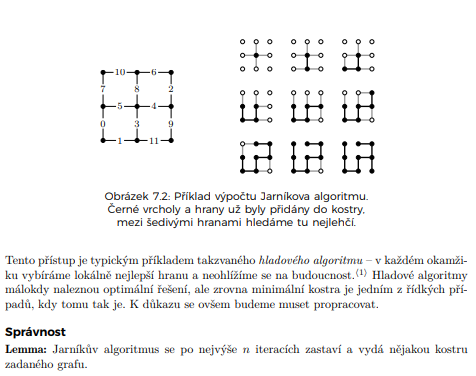 10 6
7 8 2
5 4
0 3 9
1 11
Obrázek 7.2: Příklad výpočtu Jarníkova algoritmu.
Černé vrcholy a hrany už byly přidány do kostry,
mezi šedivými hranami hledáme tu nejlehčí.
Tento přístup je typickým příkladem takzvaného hladového algoritmu – v každém okamži-
ku vybíráme lokálně nejlepší hranu a neohlížíme se na budoucnost.⟨1⟩ Hladové algoritmy
málokdy naleznou optimální řešení, ale zrovna minimální kostra je jedním z řídkých pří-
padů, kdy tomu tak je. K důkazu se ovšem budeme muset propracovat.
Správnost
Lemma: Jarníkův algoritmus se po nejvýše n iteracích zastaví a vydá nějakou kostru
zadaného grafu.